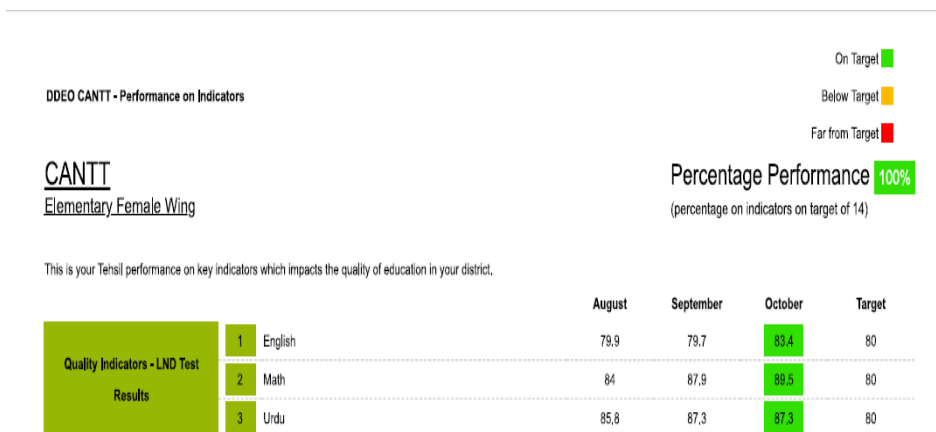 On Target
DDEO CANTT - Performance on Indicators
Below Target
Far from Target
CANTT
Percentage Performance 100%
Elementary Female Wing
(percentage on indicators on target of 14)
This is your Tehsil performance on key indicators which impacts the quality of education in your district.
August September October Target
1 English 79.9 79.7 83.4 80
Quality Indicators - LND Test
Results
2 Math 84 87.9 89.5 80
3 Urdu 85.8 87.3 87.3 80